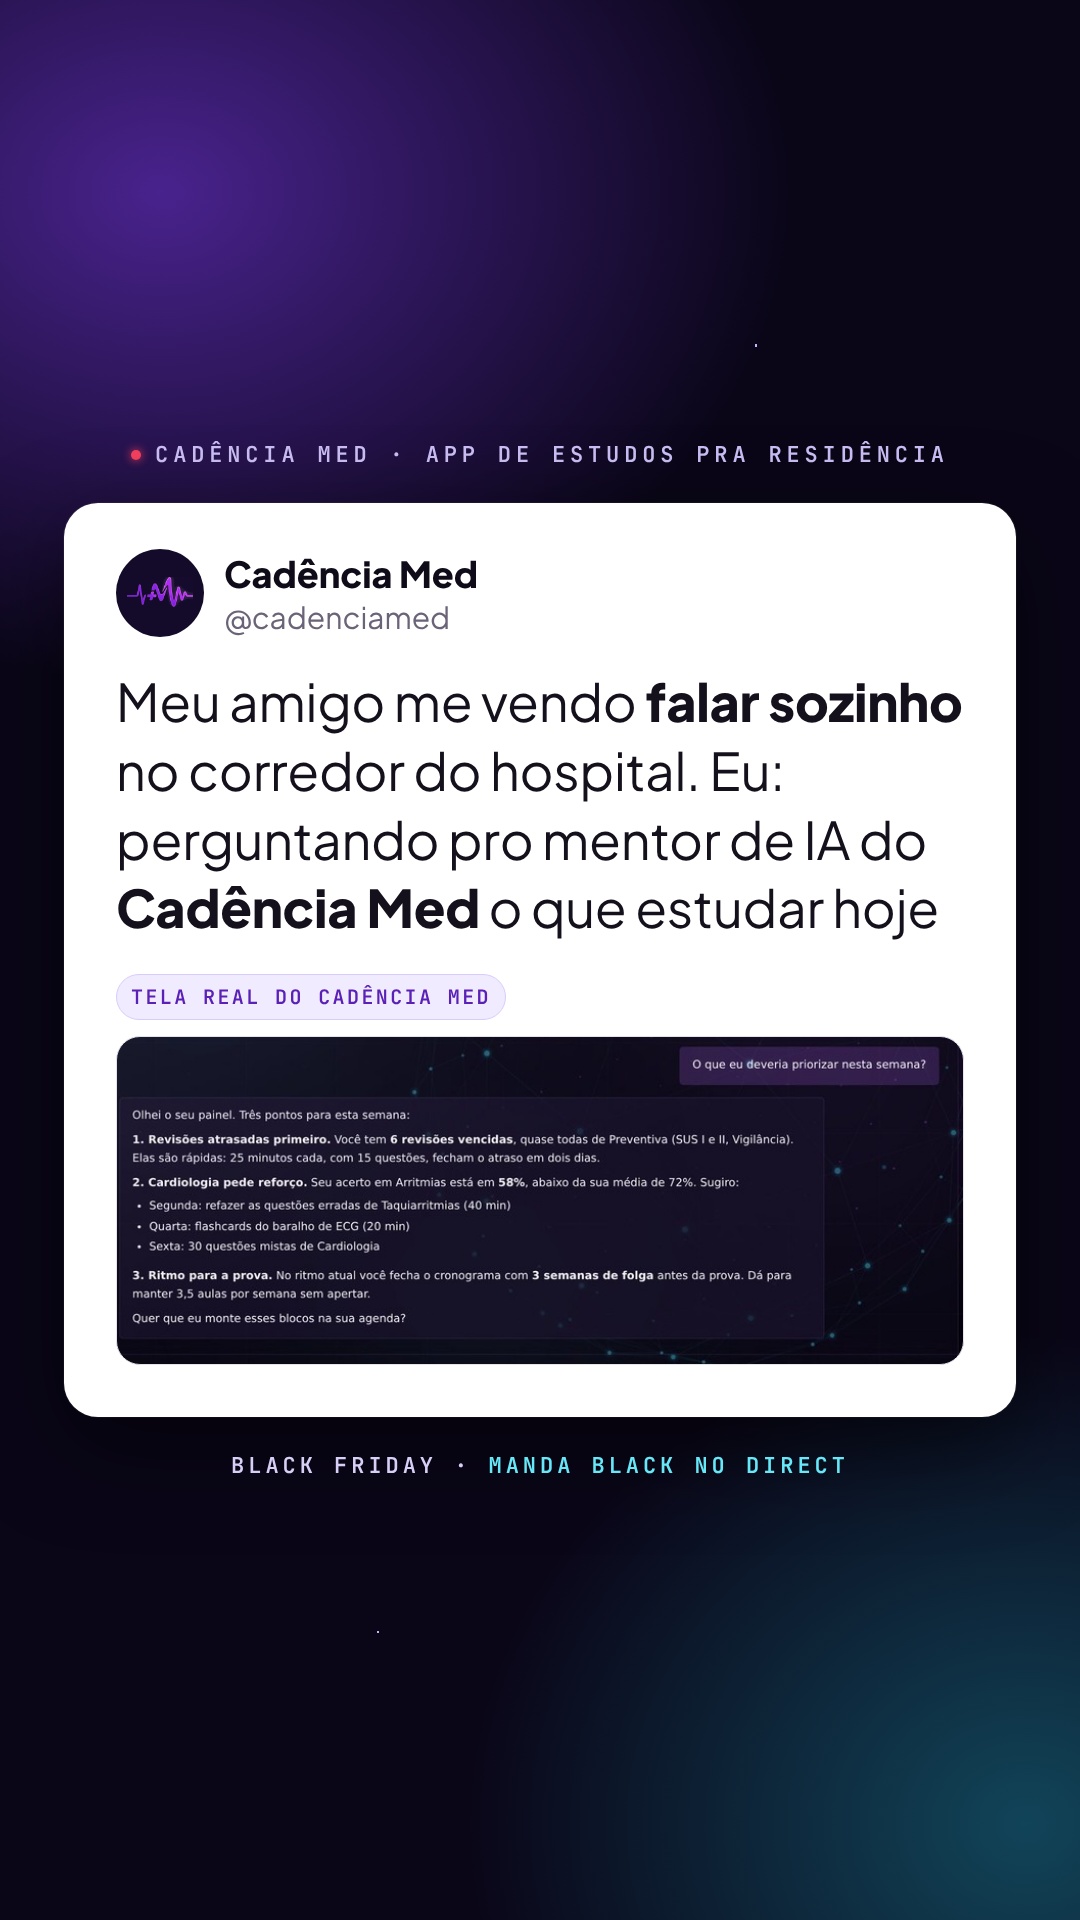 CADÊNCIA MED · APP DE ESTUDOS PRA RESIDÊNCIA
Cadência Med
@cadenciamed
Meu amigo me vendo falar sozinho
no corredor do hospital. Eu:
perguntando pro mentor de IA do
Cadência Med o que estudar hoje
TELA REAL DO CADÊNCIA MED
O que eu deveria priorizar nesta semana?
Olhei o seu painel. Três pontos para esta semana:
1. Revisões atrasadas primeiro. Você tem 6 revisões vencidas, quase todas de Preventiva (SUS I e II, Vigilância).
Elas são rápidas: 25 minutos cada, com 15 questões, fecham o atraso em dois dias.
2. Cardiologia pede reforço. Seu acerto em Arritmias está em 58%, abaixo da sua média de 72%. Sugiro:
• Segunda: refazer as questões erradas de Taquiarritmias (40 min)
• Quarta: flashcards do baralho de ECG (20 min)
• Sexta: 30 questões mistas de Cardiologia
3. Ritmo para a prova. No ritmo atual você fecha o cronograma com 3 semanas de folga antes da prova. Dá para
manter 3,5 aulas por semana sem apertar.
Quer que eu monte esses blocos na sua agenda?
BLACK FRIDAY · MANDA BLACK NO DIRECT